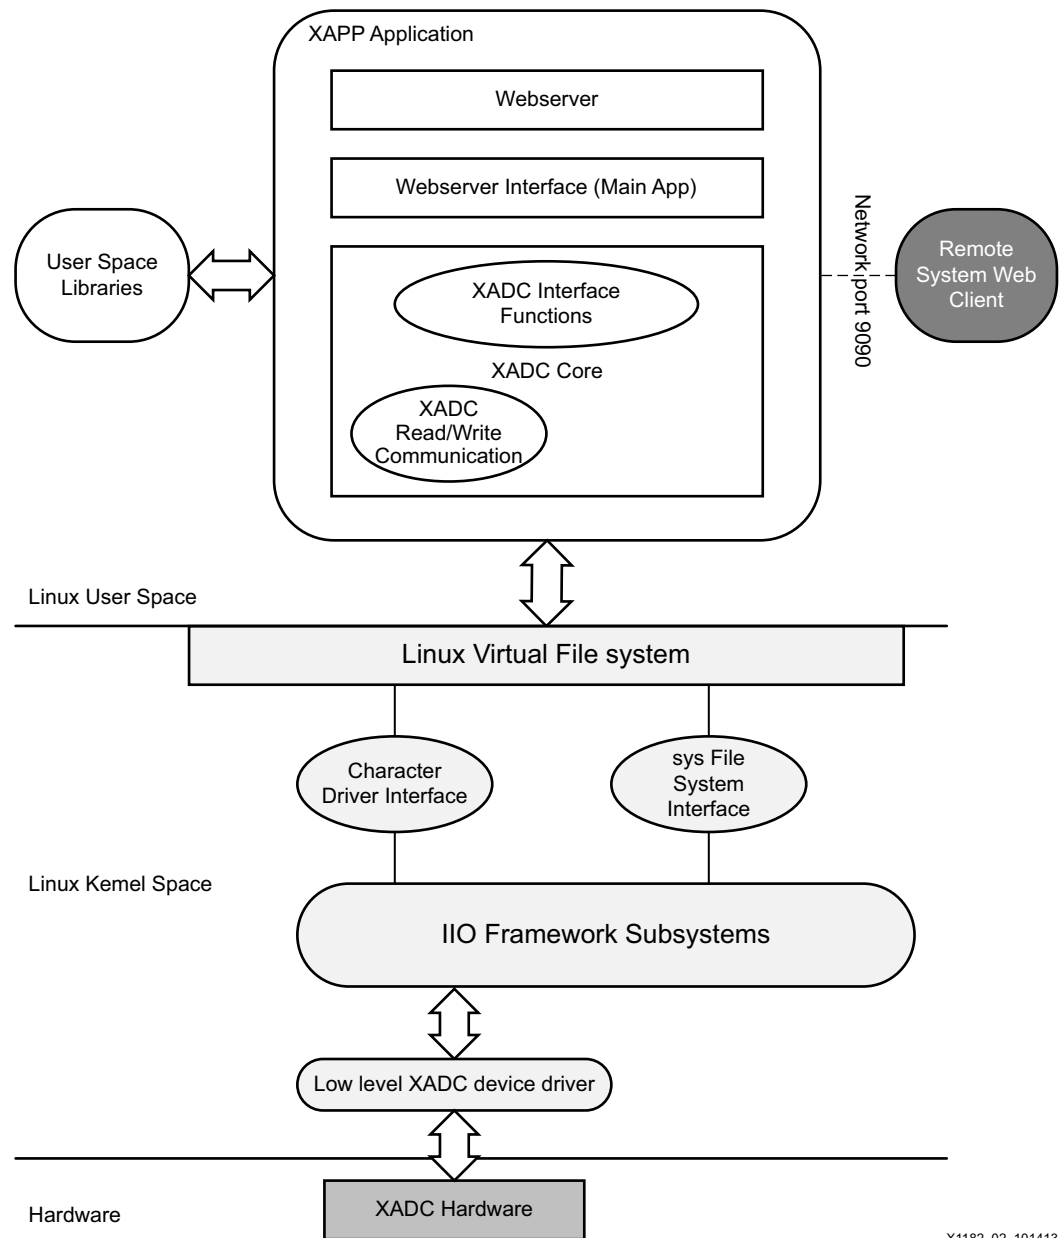 XAPP Application
Webserver
Webserver Interface (Main App)
User Space
Libraries
XADC Interface
Functions
XADC Core
XADC
Read/Write
Communication
Network port 9090
Remote
System Web
Client
Linux User Space
Linux Virtual File system
Character
Driver Interface
sys File
System
Interface
Linux Kemel Space
IIO Framework Subsystems
Low level XADC device driver
Hardware
XADC Hardware
X1182_02_101413